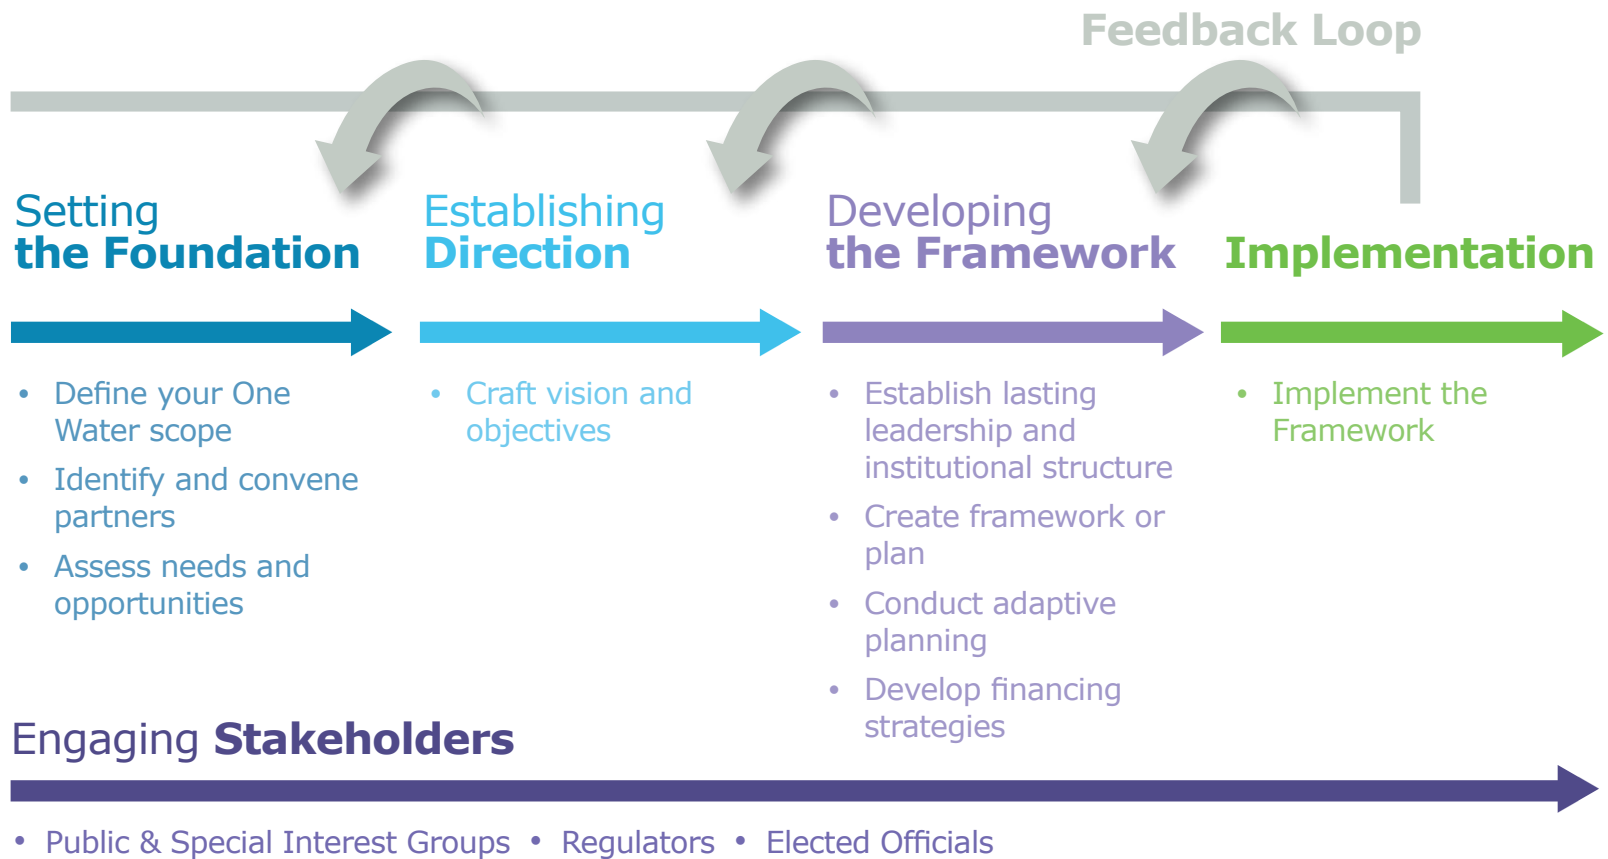 Feedback Loop
Setting
the Foundation
• Define your One
Water scope
• Identify and convene
partners
• Assess needs and
opportunities
Establishing
Direction
• Craft vision and
objectives
Developing
the Framework
• Establish lasting
leadership and
institutional structure
• Create framework or
plan
• Conduct adaptive
planning
• Develop financing
strategies
Implementation
• Implement the
Framework
Engaging Stakeholders
• Public & Special Interest Groups • Regulators • Elected Officials